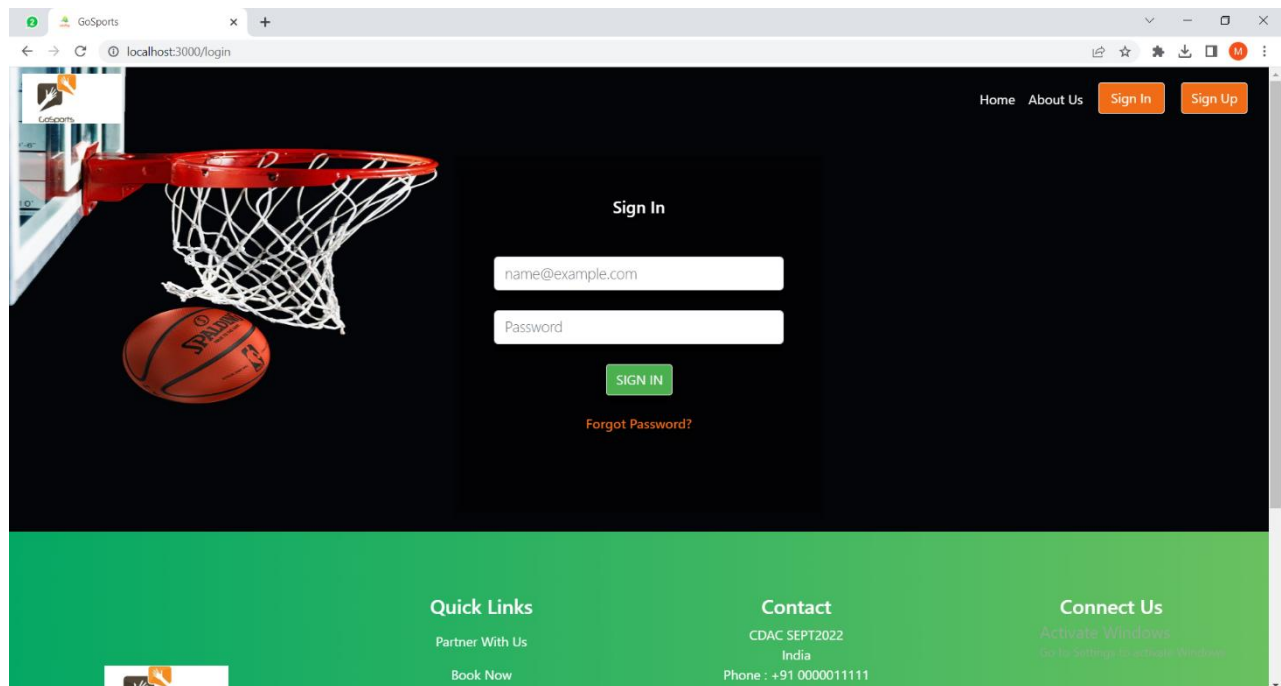 2
GoSports
localhost:3000/login
M
GoSports
Home About Us Sign In Sign Up
SPALDING
Sign In
name@example.com
Password
SIGN IN
Forgot Password?
Quick Links
Partner With Us
Book Now
Contact
CDAC SEPT2022
India
Phone : +91 0000011111
Connect Us
Activate Windows
Go to Settings to activate Windows.